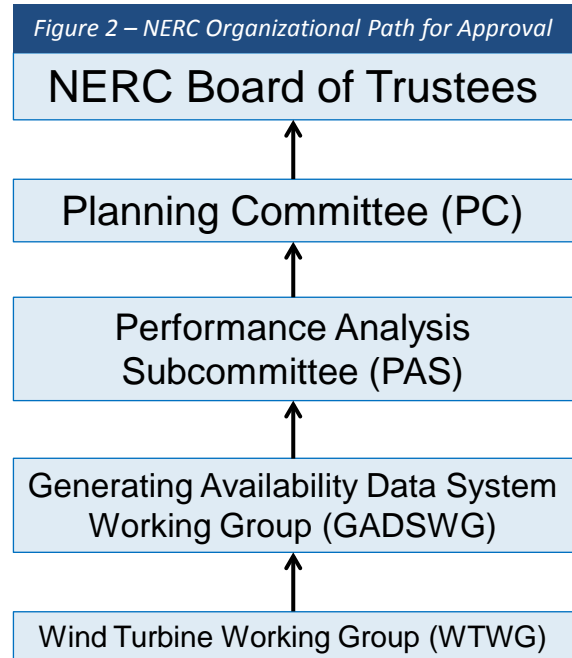 Figure 2 – NERC Organizational Path for Approval
NERC Board of Trustees
Planning Committee (PC)
Performance Analysis
Subcommittee (PAS)
Generating Availability Data System
Working Group (GADSWG)
Wind Turbine Working Group (WTWG)